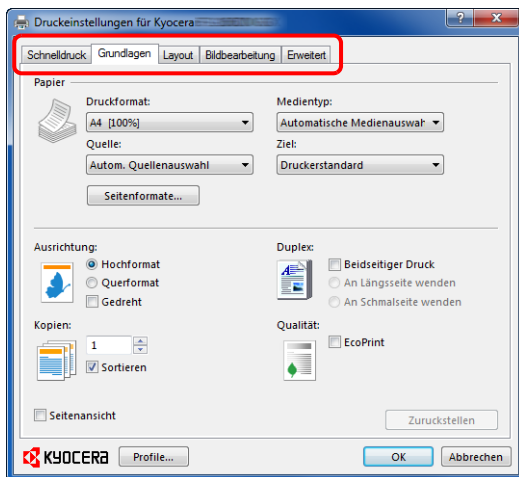 Druckeinstellungen für Kyocera
Schnelldruck Grundlagen Layout Bildbearbeitung Erweitert
Papier
Druckformat: Medientyp:
A4 [100%] Automatische Medienauswahr
Quelle: Ziel:
Autom. Quellenauswahl Druckerstandard
Seitenformate...
Ausrichtung: Duplex:
Hochformat Beidseitiger Druck
Querformat An Längsseite wenden
Gedreht An Schmalseite wenden
Kopien: Qualität:
1 EcoPrint
Sortieren
Seitenansicht Zuruckstellen
KYOCERA Profile... OK Abbrechen